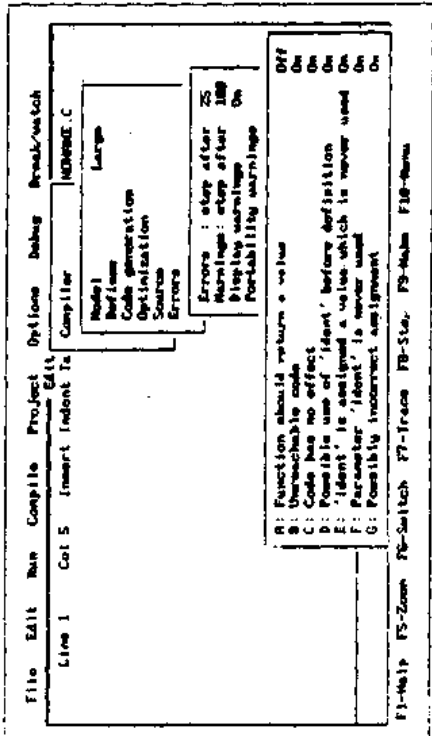 File Edit Run Compile Project Options Debug Break/watch
Edit
Line 1 Col 5 Insert Indent Ta Compiler NONAME.C
Model Large
Defines
Code generation
Optimization
Source
Errors
Errors : stop after 25
Warnings : stop after 100
Display warnings On
Portability warnings
A: Function should return a value Off
B: Unreachable code On
C: Code has no effect On
D: Possible use of 'ident' before definition On
E: 'ident' is assigned a value which is never used On
F: Parameter 'ident' is never used On
G: Possibly incorrect assignment On
F1-Help F5-Zoom F6-Switch F7-Trace F8-Step F9-Make F10-Menu